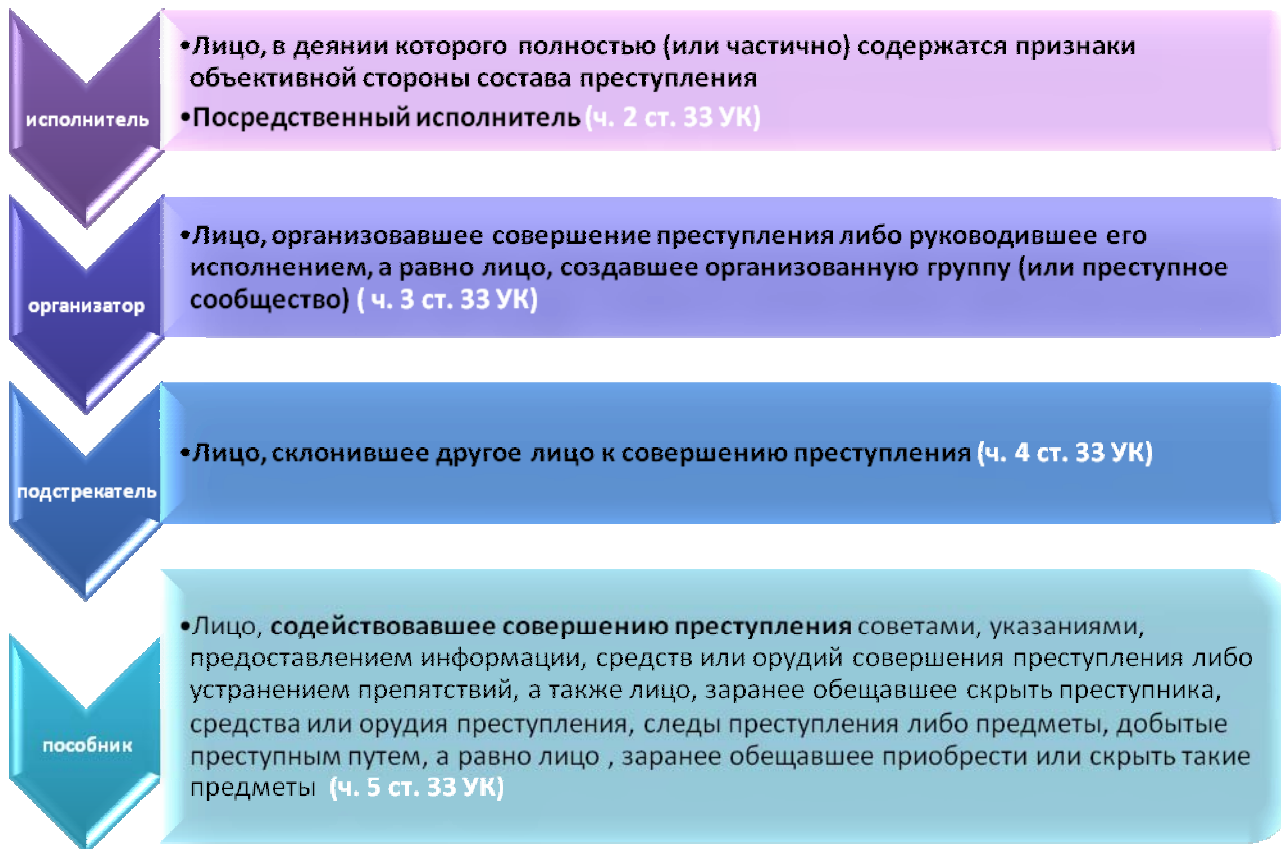 исполнитель
•Лицо, в деянии которого полностью (или частично) содержатся признаки
объективной стороны состава преступления
•Посредственный исполнитель (ч. 2 ст. 33 УК)
организатор
•Лицо, организовавшее совершение преступления либо руководившее его
исполнением, а равно лицо, создавшее организованную группу (или преступное
сообщество) ( ч. 3 ст. 33 УК)
подстрекатель
•Лицо, склонившее другое лицо к совершению преступления (ч. 4 ст. 33 УК)
пособник
•Лицо, содействовавшее совершению преступления советами, указаниями,
предоставлением информации, средств или орудий совершения преступления либо
устранением препятствий, а также лицо, заранее обещавшее скрыть преступника,
средства или орудия преступления, следы преступления либо предметы, добытые
преступным путем, а равно лицо , заранее обещавшее приобрести или скрыть такие
предметы (ч. 5 ст. 33 УК)